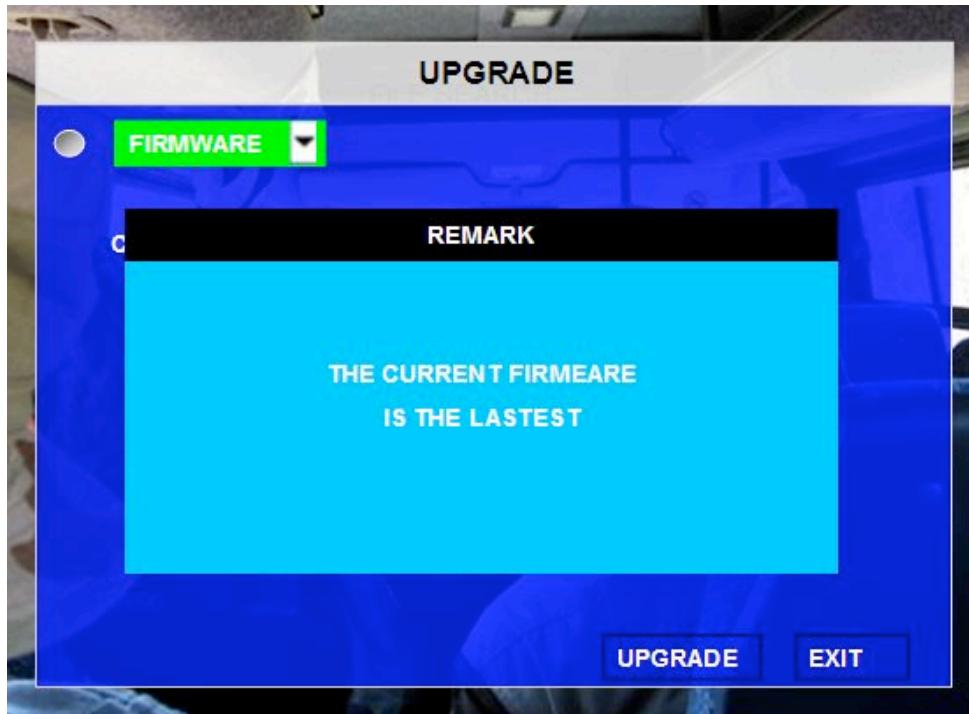 UPGRADE
FIRMWARE
REMARK
THE CURRENT FIRMEARE
IS THE LASTEST
UPGRADE
EXIT